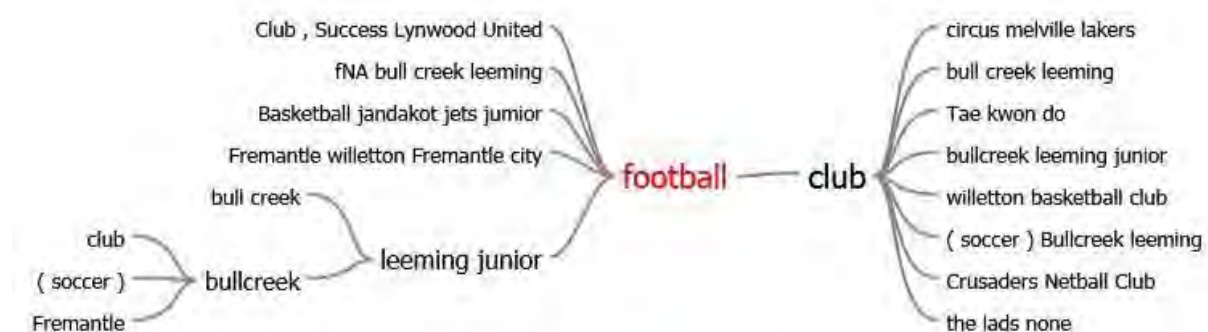 Club , Success Lynwood United
fNA bull creek leeming
Basketball jandakot jets jumior
Fremantle willetton Fremantle city
bull creek
club
( soccer )
Fremantle
bullcreek
leeming junior
football
club
circus melville lakers
bull creek leeming
Tae kwon do
bullcreek leeming junior
willetton basketball club
( soccer ) Bullcreek leeming
Crusaders Netball Club
the lads none